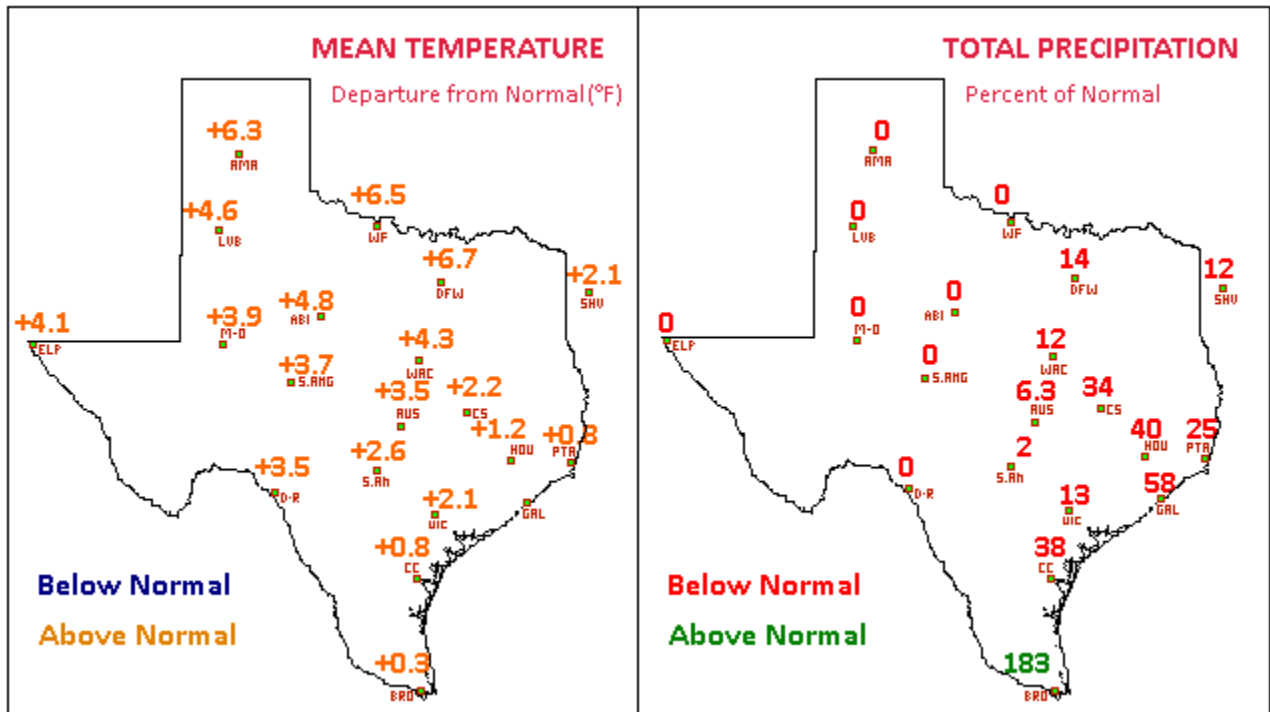 MEAN TEMPERATURE
Departure from Normal(°F)
+6.3
AMA
+6.5
+4.6
WF
LUB
+6.7
DFW
+2.1
SHV
+4.8
ABI
+3.9
M-O
+4.1
ELP
+4.3
WAC
+3.7
S.ANG
+3.5
AUS
+2.2
CS
+1.2
HOU
+0.8
PTA
+2.6
S.An
+3.5
D-R
+2.1
VIC
GAL
+0.8
CC
Below Normal
Above Normal
+0.3
BRO
TOTAL PRECIPITATION
Percent of Normal
0
AMA
0
WF
0
LUB
14
DFW
12
SHV
0
ABI
0
M-O
0
ELP
12
WAC
0
S.ANG
6.3
AUS
34
CS
40
HOU
25
PTA
2
S.An
0
D-R
58
GAL
13
VIC
38
CC
Below Normal
Above Normal
183
BRO